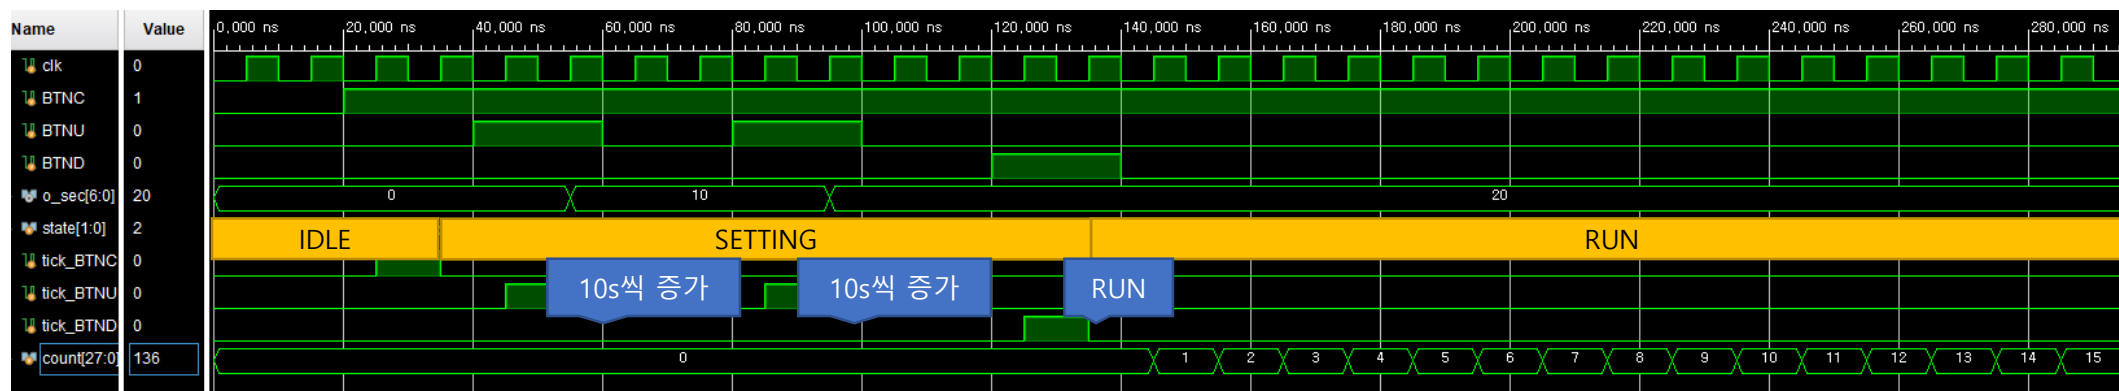 Name Value 0,000 ns 20,000 ns 40,000 ns 60,000 ns 80,000 ns 100,000 ns 120,000 ns 140,000 ns 160,000 ns 180,000 ns 200,000 ns 220,000 ns 240,000 ns 260,000 ns 280,000 ns
clk 0
BTNC 1
BTNU 0
BTND 0
o_sec[6:0] 20 0 10 20
state[1:0] 2 IDLE SETTING RUN
tick_BTNC 0
tick_BTNU 0 10s씩 증가 10s씩 증가 RUN
tick_BTND 0
count[27:0] 136 0 1 2 3 4 5 6 7 8 9 10 11 12 13 14 15